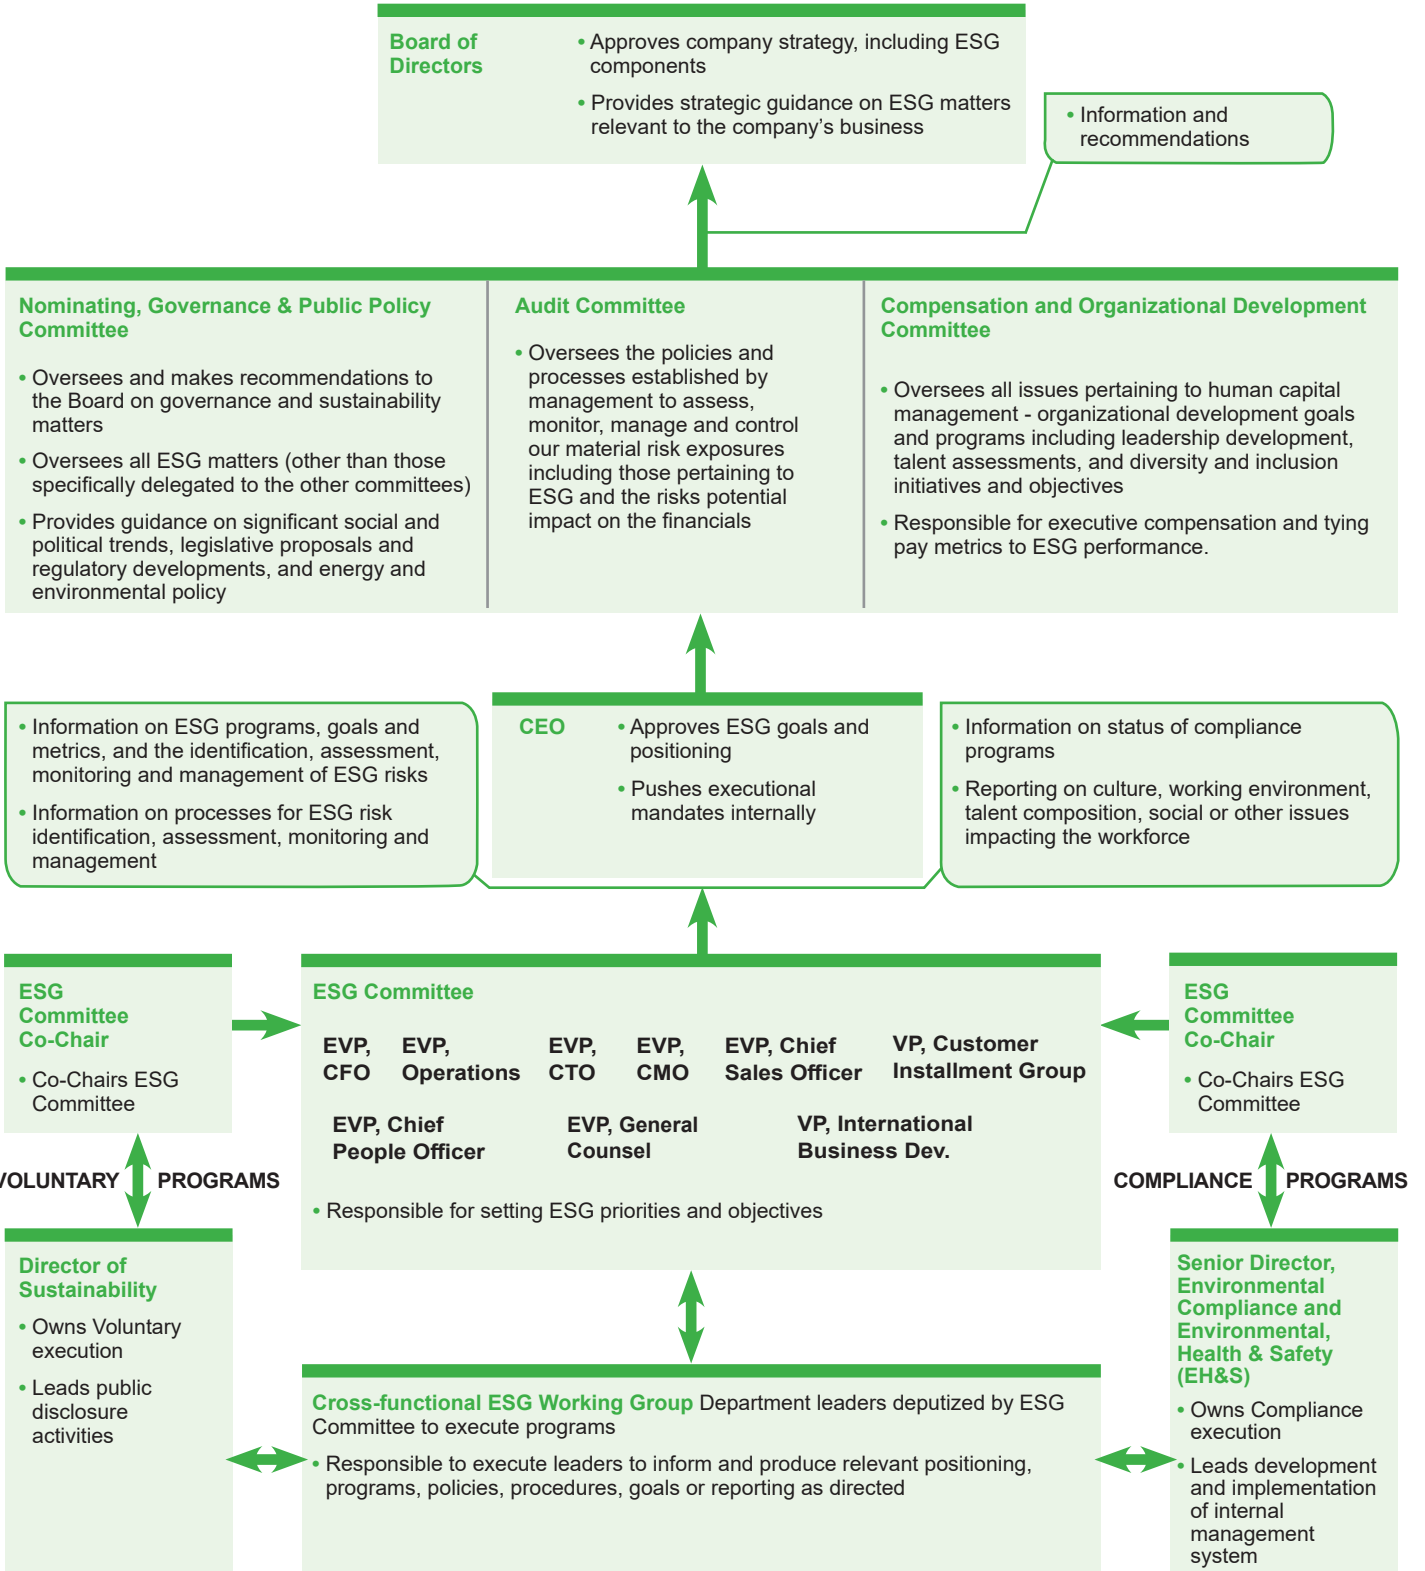 Board of
Directors
• Approves company strategy, including ESG
components
• Provides strategic guidance on ESG matters
relevant to the company’s business
• Information and
recommendations
Nominating, Governance & Public Policy
Committee
• Oversees and makes recommendations to
the Board on governance and sustainability
matters
• Oversees all ESG matters (other than those
specifically delegated to the other committees)
• Provides guidance on significant social and
political trends, legislative proposals and
regulatory developments, and energy and
environmental policy
Audit Committee
• Oversees the policies and
processes established by
management to assess,
monitor, manage and control
our material risk exposures
including those pertaining to
ESG and the risks potential
impact on the financials
Compensation and Organizational Development
Committee
• Oversees all issues pertaining to human capital
management - organizational development goals
and programs including leadership development,
talent assessments, and diversity and inclusion
initiatives and objectives
• Responsible for executive compensation and tying
pay metrics to ESG performance.
• Information on ESG programs, goals and
metrics, and the identification, assessment,
monitoring and management of ESG risks
• Information on processes for ESG risk
identification, assessment, monitoring and
management
CEO
• Approves ESG goals and
positioning
• Pushes executional
mandates internally
• Information on status of compliance
programs
• Reporting on culture, working environment,
talent composition, social or other issues
impacting the workforce
ESG
Committee
Co-Chair
• Co-Chairs ESG
Committee
ESG Committee
EVP,
CFO
EVP,
Operations
EVP,
CTO
EVP,
CMO
EVP, Chief
Sales Officer
VP, Customer
Installment Group
EVP, Chief
People Officer
EVP, General
Counsel
VP, International
Business Dev.
• Responsible for setting ESG priorities and objectives
ESG
Committee
Co-Chair
• Co-Chairs ESG
Committee
VOLUNTARY PROGRAMS
COMPLIANCE PROGRAMS
Director of
Sustainability
• Owns Voluntary
execution
• Leads public
disclosure
activities
Cross-functional ESG Working Group Department leaders deputized by ESG
Committee to execute programs
• Responsible to execute leaders to inform and produce relevant positioning,
programs, policies, procedures, goals or reporting as directed
Senior Director,
Environmental
Compliance and
Environmental,
Health & Safety
(EH&S)
• Owns Compliance
execution
• Leads development
and implementation
of internal
management
system